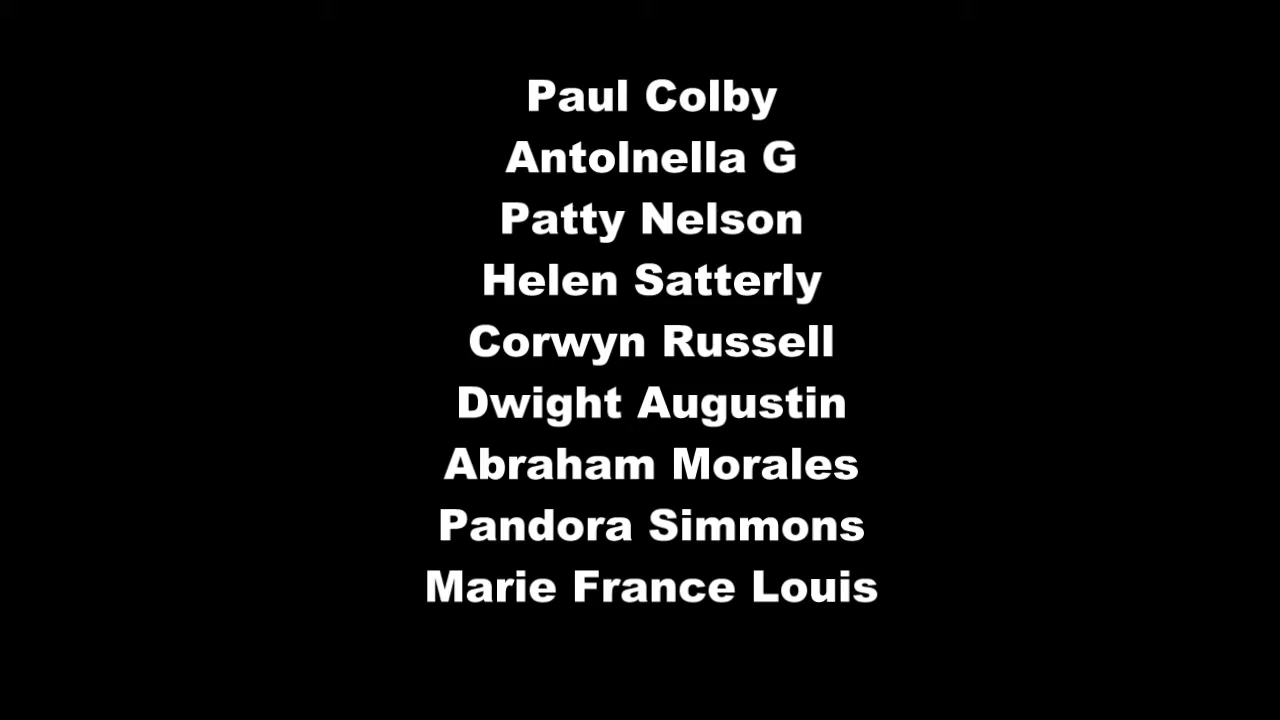 Paul Colby
Antolnella G
Patty Nelson
Helen Satterly
Corwyn Russell
Dwight Augustin
Abraham Morales
Pandora Simmons
Marie France Louis